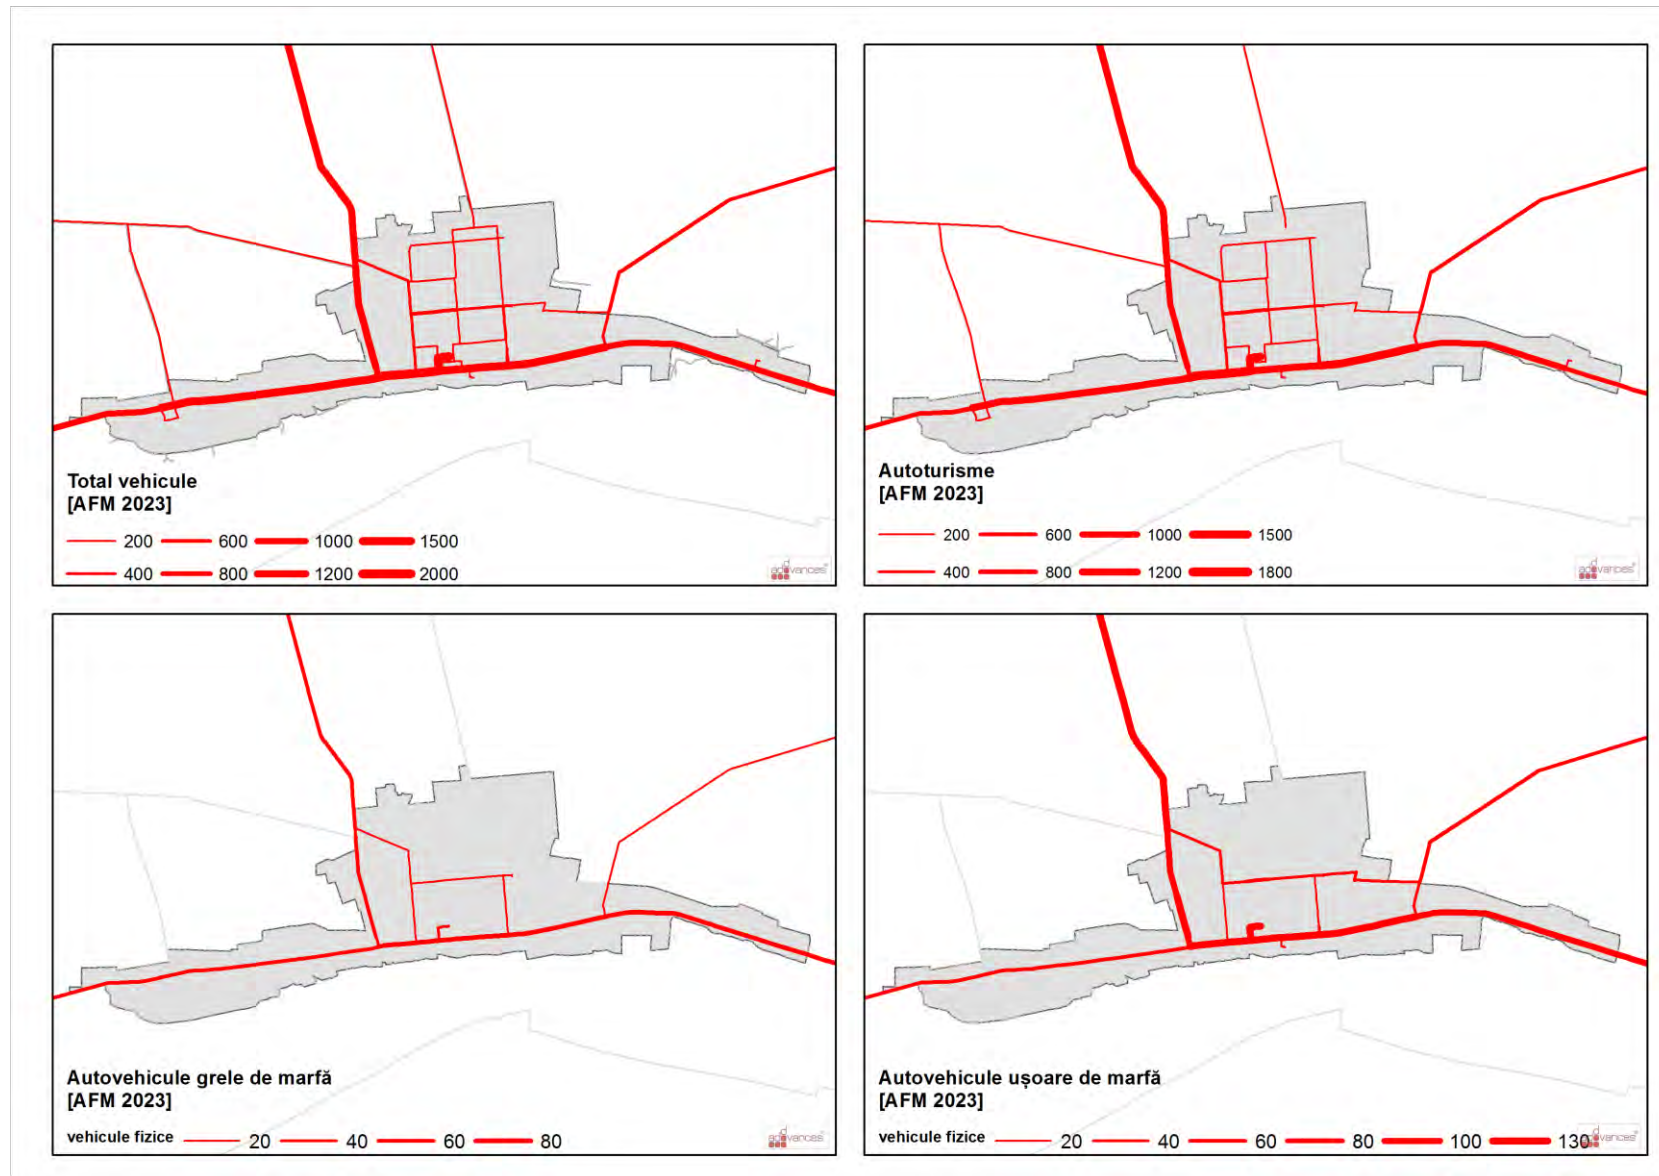 Total vehicule
[AFM 2023]
200 600 1000 1500
400 800 1200 2000
Autoturisme
[AFM 2023]
200 600 1000 1500
400 800 1200 1800
Autovehicule grele de marfă
[AFM 2023]
vehicule fizice 20 40 60 80
Autovehicule ușoare de marfă
[AFM 2023]
vehicule fizice 20 40 60 80 100 130